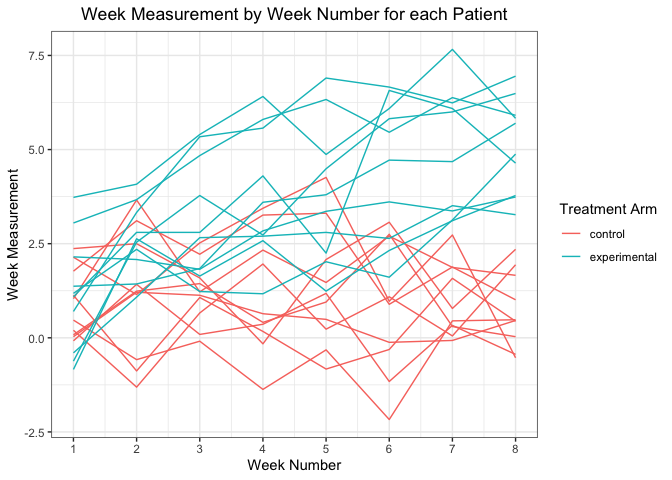 Week Measurement by Week Number for each Patient
7.5
5.0
2.5
0.0
-2.5
Week Measurement
1 2 3 4 5 6 7 8
Week Number
Treatment Arm
control
experimental